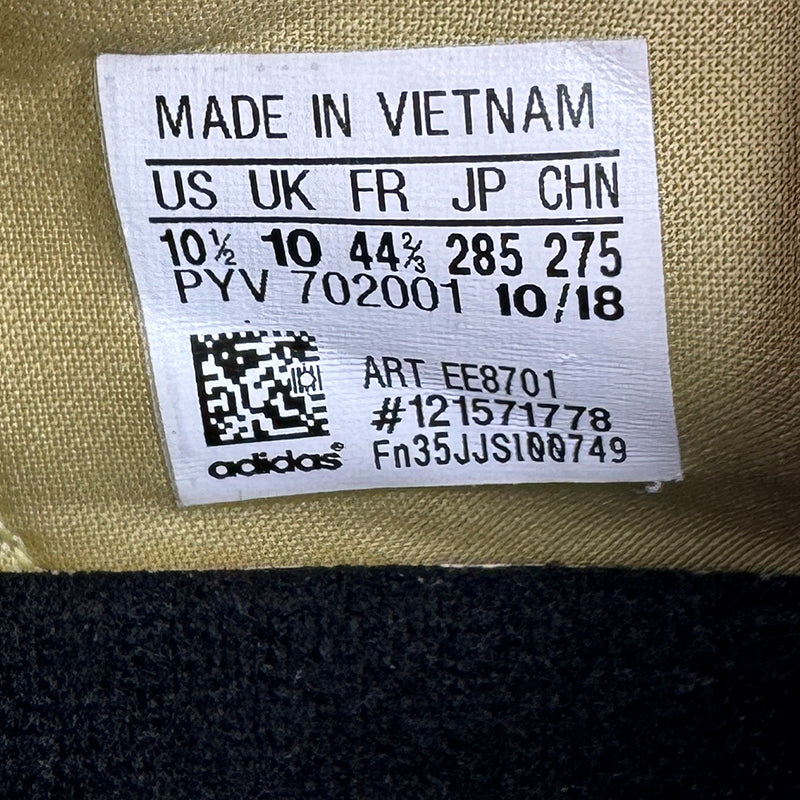 MADE IN VIETNAM
US UK FR JP CHN
10½ 10 44⅔ 285 275
PYV 702001 10/18
ART EE8701
#121571778
adidas® Fn35JJSl00749